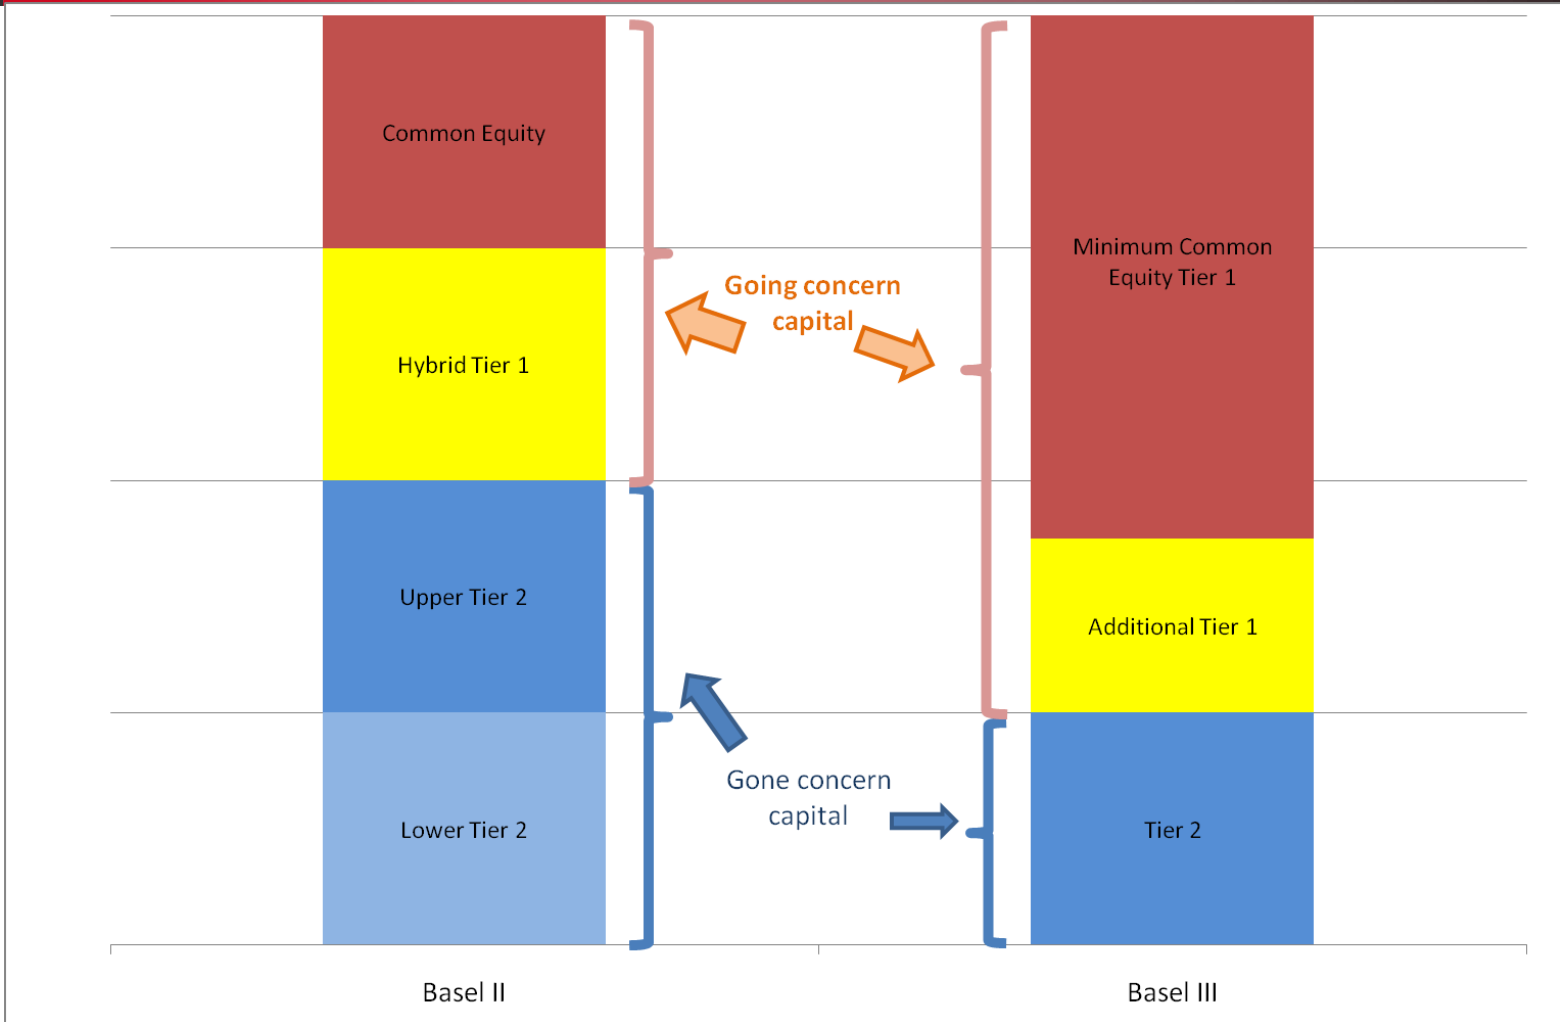 Common Equity
Hybrid Tier 1
Upper Tier 2
Lower Tier 2
Going concern
capital
Gone concern
capital
Minimum Common
Equity Tier 1
Additional Tier 1
Tier 2
Basel II
Basel III